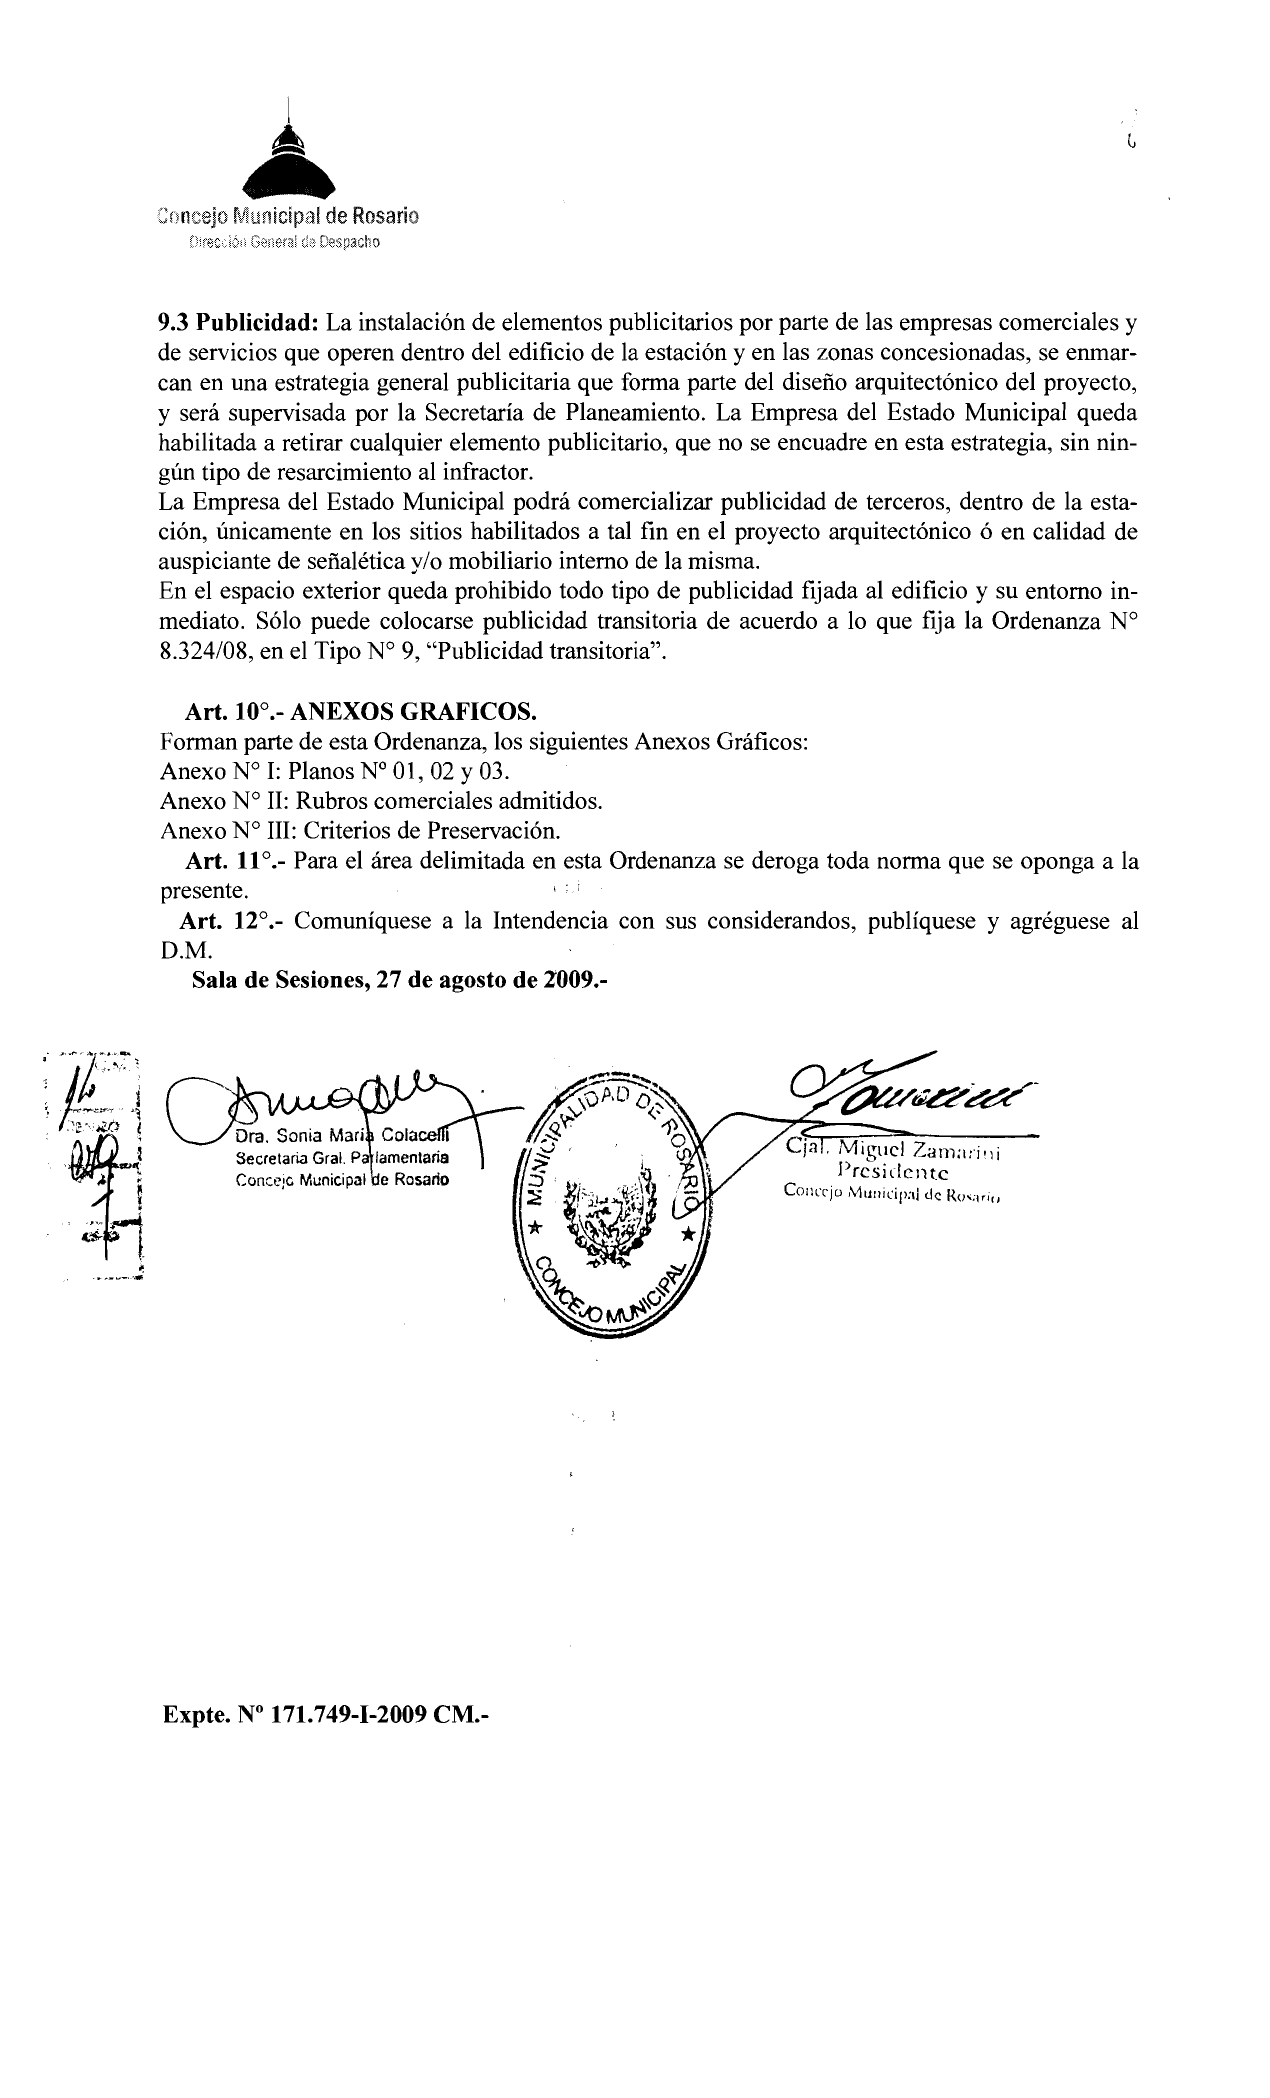 Concejo Municipal de Rosario
Dirección General de Despacho
9.3 Publicidad: La instalación de elementos publicitarios por parte de las empresas comerciales y
de servicios que operen dentro del edificio de la estación y en las zonas concesionadas, se enmar-
can en una estrategia general publicitaria que forma parte del diseño arquitectónico del proyecto,
y será supervisada por la Secretaría de Planeamiento. La Empresa del Estado Municipal queda
habilitada a retirar cualquier elemento publicitario, que no se encuadre en esta estrategia, sin nin-
gún tipo de resarcimiento al infractor.
La Empresa del Estado Municipal podrá comercializar publicidad de terceros, dentro de la esta-
ción, únicamente en los sitios habilitados a tal fin en el proyecto arquitectónico ó en calidad de
auspiciante de señalética y/o mobiliario interno de la misma.
En el espacio exterior queda prohibido todo tipo de publicidad fijada al edificio y su entorno in-
mediato. Sólo puede colocarse publicidad transitoria de acuerdo a lo que fija la Ordenanza N°
8.324/08, en el Tipo N° 9, “Publicidad transitoria”.
Art. 10°.- ANEXOS GRAFICOS.
Forman parte de esta Ordenanza, los siguientes Anexos Gráficos:
Anexo N° I: Planos Nº 01, 02 y 03.
Anexo N° II: Rubros comerciales admitidos.
Anexo N° III: Criterios de Preservación.
Art. 11°.- Para el área delimitada en esta Ordenanza se deroga toda norma que se oponga a la
presente.
Art. 12°.- Comuníquese a la Intendencia con sus considerandos, publíquese y agréguese al
D.M.
Sala de Sesiones, 27 de agosto de 2009.-
Dra. Sonia Maria Colacelli
Secretaria Gral. Parlamentaria
Concejo Municipal de Rosario
MUNICIPALIDAD DE ROSARIO
CONCEJO MUNICIPAL
Cjal. Miguel Zamarini
Presidente
Concejo Municipal de Rosario
Expte. Nº 171.749-I-2009 CM.-